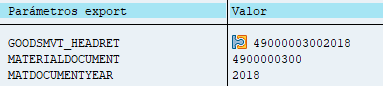 Parámetros export Valor
GOODSMVT_HEADRET 49000003002018
MATERIALDOCUMENT 4900000300
MATDOCUMENTYEAR 2018